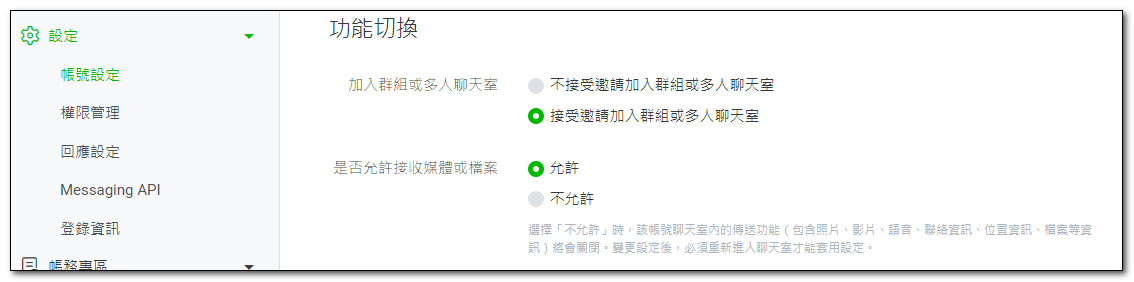 設定
帳號設定
權限管理
回應設定
Messaging API
登錄資訊
帳務專區
功能切換
加入群組或多人聊天室
不接受邀請加入群組或多人聊天室
接受邀請加入群組或多人聊天室
是否允許接收媒體或檔案
允許
不允許
選擇「不允許」時，該帳號聊天室內的傳送功能（包含照片、影片、語音、聯絡資訊、位置資訊、檔案等資
訊）將會關閉。變更設定後，必須重新進入聊天室才能套用設定。